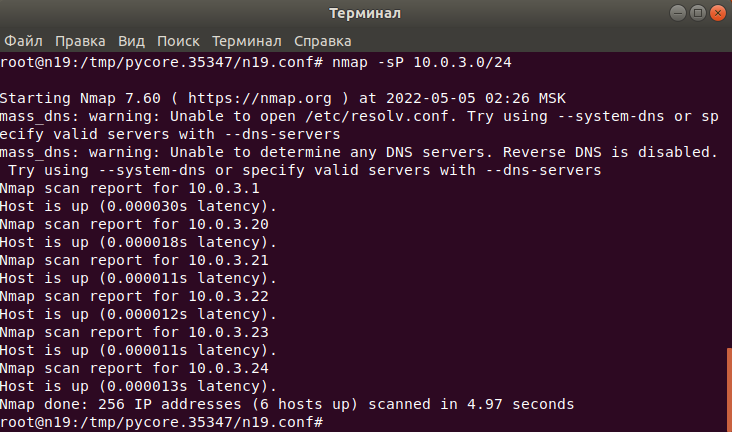 Терминал
Файл Правка Вид Поиск Терминал Справка
root@n19:/tmp/pycore.35347/n19.conf# nmap -sP 10.0.3.0/24
Starting Nmap 7.60 ( https://nmap.org ) at 2022-05-05 02:26 MSK
mass_dns: warning: Unable to open /etc/resolv.conf. Try using --system-dns or sp
ecify valid servers with --dns-servers
mass_dns: warning: Unable to determine any DNS servers. Reverse DNS is disabled.
 Try using --system-dns or specify valid servers with --dns-servers
Nmap scan report for 10.0.3.1
Host is up (0.000030s latency).
Nmap scan report for 10.0.3.20
Host is up (0.000018s latency).
Nmap scan report for 10.0.3.21
Host is up (0.000011s latency).
Nmap scan report for 10.0.3.22
Host is up (0.000012s latency).
Nmap scan report for 10.0.3.23
Host is up (0.000011s latency).
Nmap scan report for 10.0.3.24
Host is up (0.000013s latency).
Nmap done: 256 IP addresses (6 hosts up) scanned in 4.97 seconds
root@n19:/tmp/pycore.35347/n19.conf#